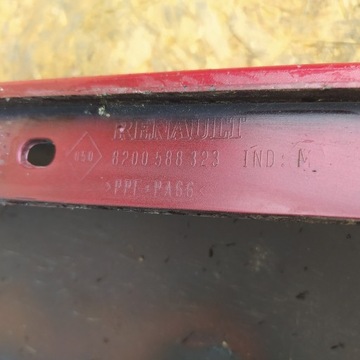 RENAULT
8200 588 323 IND: M
>PPE+PA66<